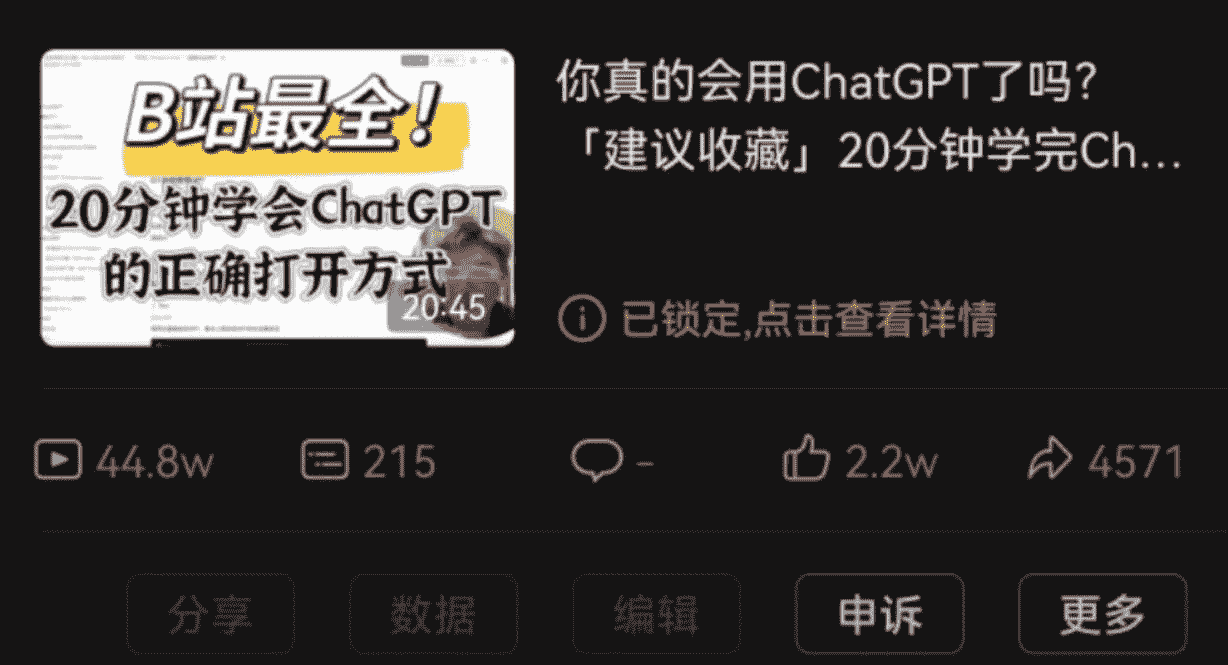 B站最全!
20分钟学会ChatGPT
的正确打开方式
20:45
你真的会用ChatGPT了吗?
「建议收藏」20分钟学完Ch...
已锁定,点击查看详情
44.8w
215
-
2.2w
4571
分享
数据
编辑
申诉
更多